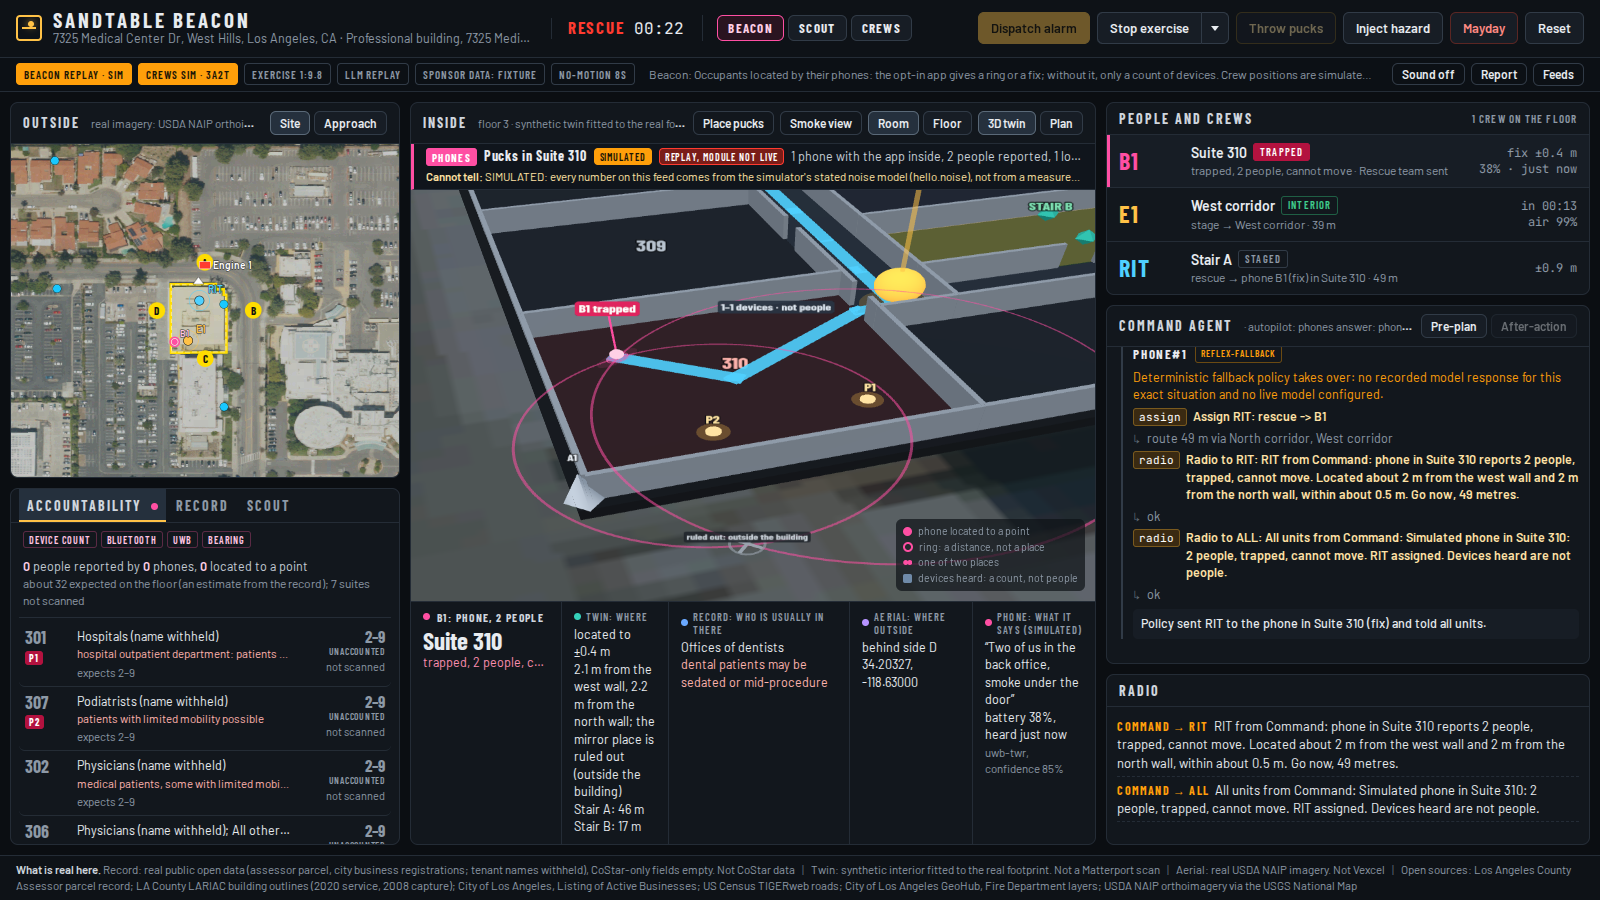 SANDTABLE BEACON
7325 Medical Center Dr, West Hills, Los Angeles, CA · Professional building, 7325 Medi...
RESCUE 00:22
BEACON SCOUT CREWS
Dispatch alarm Stop exercise Throw pucks Inject hazard Mayday Reset
BEACON REPLAY · SIM CREWS SIM · 3A2T EXERCISE 1:9.8 LLM REPLAY SPONSOR DATA: FIXTURE NO-MOTION 8S
Beacon: Occupants located by their phones: the opt-in app gives a ring or a fix; without it, only a count of devices. Crew positions are simulate...
Sound off Report Feeds
OUTSIDE real imagery: USDA NAIP orthoi... Site Approach
Engine 1
D B C
B1 E1
ACCOUNTABILITY RECORD SCOUT
DEVICE COUNT BLUETOOTH UWB BEARING
0 people reported by 0 phones, 0 located to a point
about 32 expected on the floor (an estimate from the record); 7 suites
not scanned
301 Hospitals (name withheld) 2–9
P1 hospital outpatient department: patients ... UNACCOUNTED
expects 2–9 not scanned
307 Podiatrists (name withheld) 2–9
P2 patients with limited mobility possible UNACCOUNTED
expects 2–9 not scanned
302 Physicians (name withheld) 2–9
medical patients, some with limited mobi... UNACCOUNTED
expects 2–9 not scanned
306 Physicians (name withheld); All other... 2–9
INSIDE floor 3 · synthetic twin fitted to the real fo... Place pucks Smoke view Room Floor 3D twin Plan
PHONES Pucks in Suite 310 SIMULATED REPLAY, MODULE NOT LIVE 1 phone with the app inside, 2 people reported, 1 lo...
Cannot tell: SIMULATED: every number on this feed comes from the simulator's stated noise model (hello.noise), not from a measure...
STAIR B
309
B1 trapped
1–1 devices · not people
310
P1
P2
A1
ruled out: outside the building
phone located to a point
ring: a distance, not a place
one of two places
devices heard: a count, not people
B1: PHONE, 2 PEOPLE
Suite 310
trapped, 2 people, c...
TWIN: WHERE
located to
±0.4 m
2.1 m from the
west wall, 2.2
m from the
north wall; the
mirror place is
ruled out
(outside the
building)
Stair A: 46 m
Stair B: 17 m
RECORD: WHO IS USUALLY IN
THERE
Offices of dentists
dental patients may be
sedated or mid-procedure
AERIAL: WHERE
OUTSIDE
behind side D
34.20327,
-118.63000
PHONE: WHAT IT
SAYS (SIMULATED)
“Two of us in the
back office,
smoke under the
door”
battery 38%,
heard just now
uwb-twr,
confidence 85%
PEOPLE AND CREWS 1 CREW ON THE FLOOR
B1 Suite 310 TRAPPED fix ±0.4 m
trapped, 2 people, cannot move · Rescue team sent 38% · just now
E1 West corridor INTERIOR in 00:13
stage → West corridor · 39 m air 99%
RIT Stair A STAGED ±0.9 m
rescue → phone B1 (fix) in Suite 310 · 49 m
COMMAND AGENT · autopilot: phones answer: phon... Pre-plan After-action
PHONE#1 REFLEX-FALLBACK
Deterministic fallback policy takes over: no recorded model response for this
exact situation and no live model configured.
assign Assign RIT: rescue -> B1
↳ route 49 m via North corridor, West corridor
radio Radio to RIT: RIT from Command: phone in Suite 310 reports 2 people,
trapped, cannot move. Located about 2 m from the west wall and 2 m
from the north wall, within about 0.5 m. Go now, 49 metres.
↳ ok
radio Radio to ALL: All units from Command: Simulated phone in Suite 310:
2 people, trapped, cannot move. RIT assigned. Devices heard are not
people.
↳ ok
Policy sent RIT to the phone in Suite 310 (fix) and told all units.
RADIO
COMMAND → RIT RIT from Command: phone in Suite 310 reports 2 people,
trapped, cannot move. Located about 2 m from the west wall and 2 m from the
north wall, within about 0.5 m. Go now, 49 metres.
COMMAND → ALL All units from Command: Simulated phone in Suite 310: 2
people, trapped, cannot move. RIT assigned. Devices heard are not people.
What is real here. Record: real public open data (assessor parcel, city business registrations; tenant names withheld), CoStar-only fields empty. Not CoStar data | Twin: synthetic interior fitted to the real footprint. Not a Matterport scan | Aerial: real USDA NAIP imagery. Not Vexcel | Open sources: Los Angeles County
Assessor parcel record; LA County LARIAC building outlines (2020 service, 2008 capture); City of Los Angeles, Listing of Active Businesses; US Census TIGERweb roads; City of Los Angeles GeoHub, Fire Department layers; USDA NAIP orthoimagery via the USGS National Map